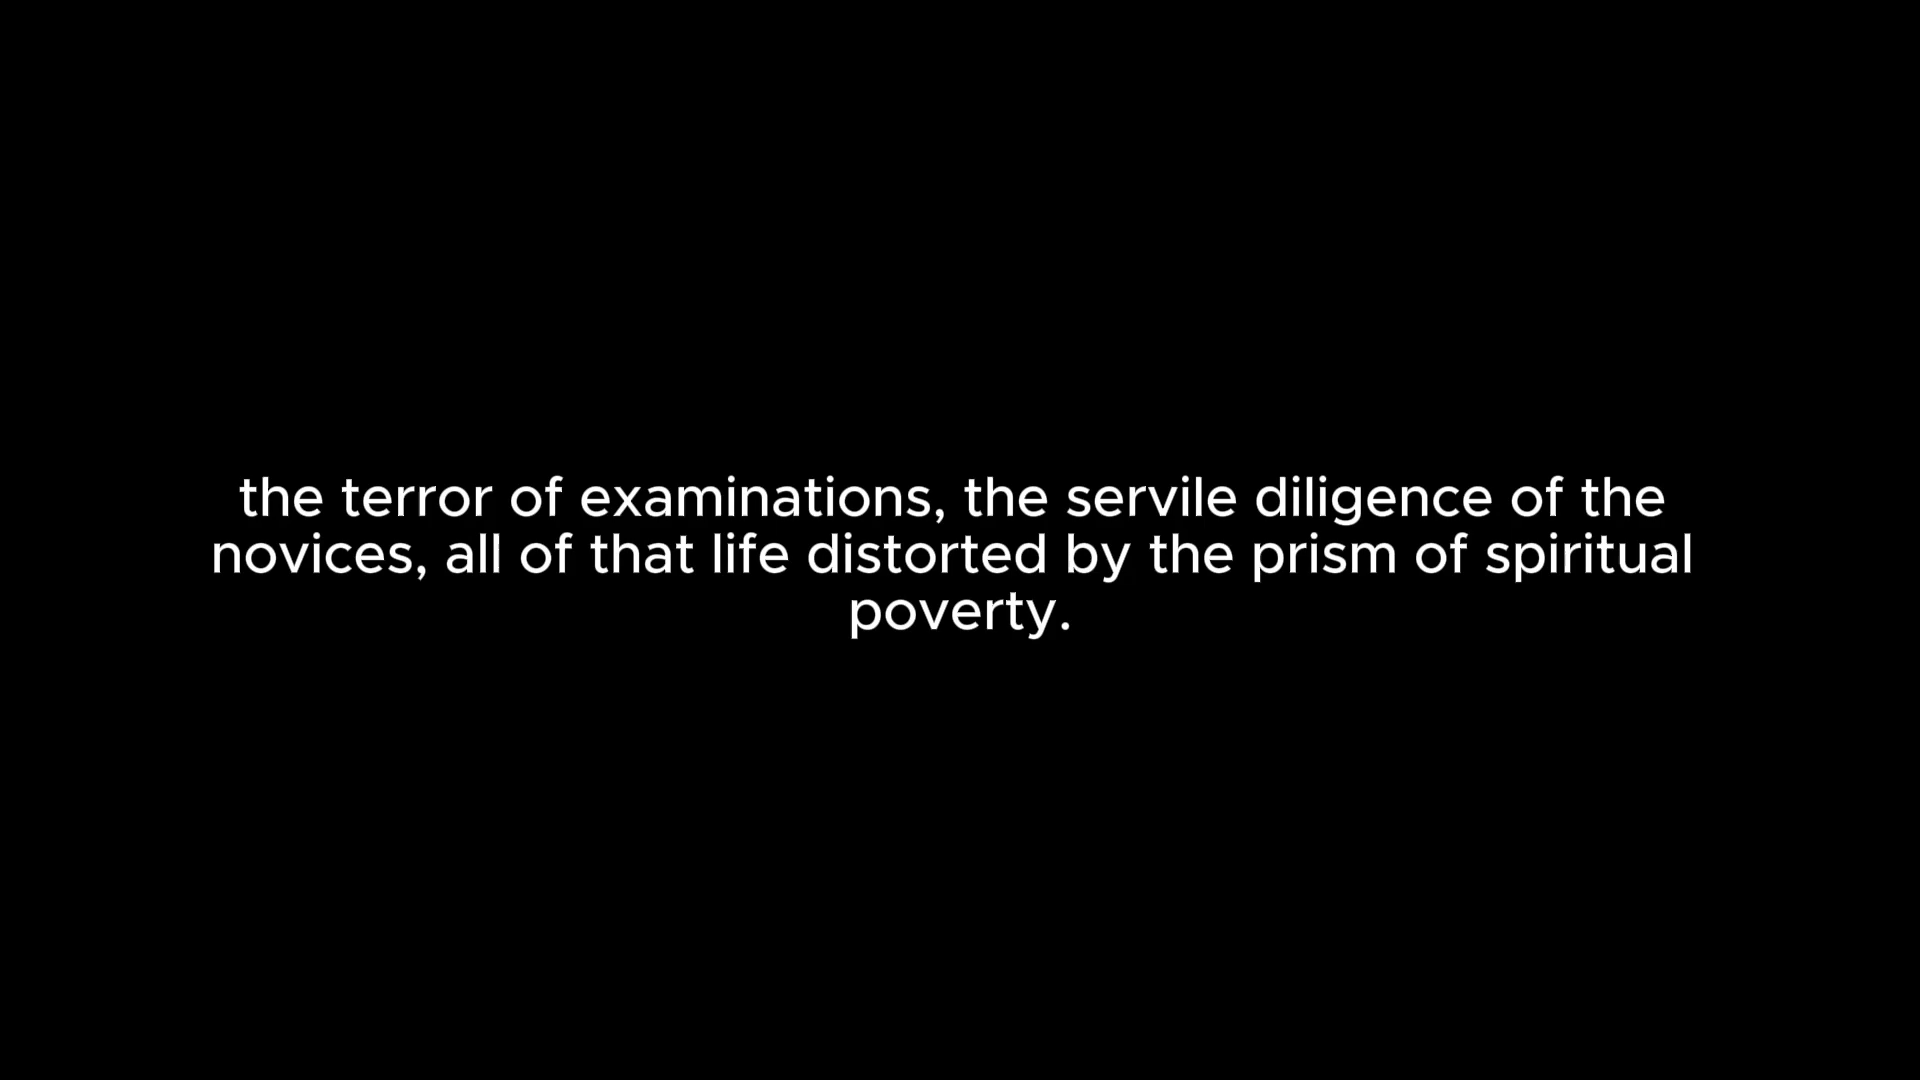 the terror of examinations, the servile diligence of the
novices, all of that life distorted by the prism of spiritual
poverty.